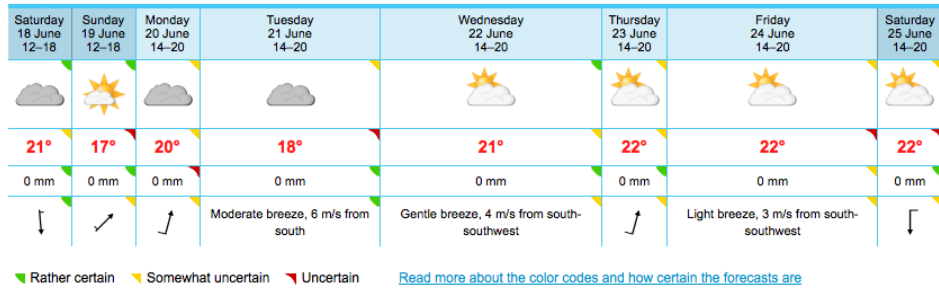 Saturday Sunday Monday Tuesday Wednesday Thursday Friday Saturday
18 June 19 June 20 June 21 June 22 June 23 June 24 June 25 June
12–18 12–18 14–20 14–20 14–20 14–20 14–20 14–20
21° 17° 20° 18° 21° 22° 22° 22°
0 mm 0 mm 0 mm 0 mm 0 mm 0 mm 0 mm 0 mm
Moderate breeze, 6 m/s from
south
Gentle breeze, 4 m/s from south-
southwest
Light breeze, 3 m/s from south-
southwest
Rather certain Somewhat uncertain Uncertain Read more about the color codes and how certain the forecasts are